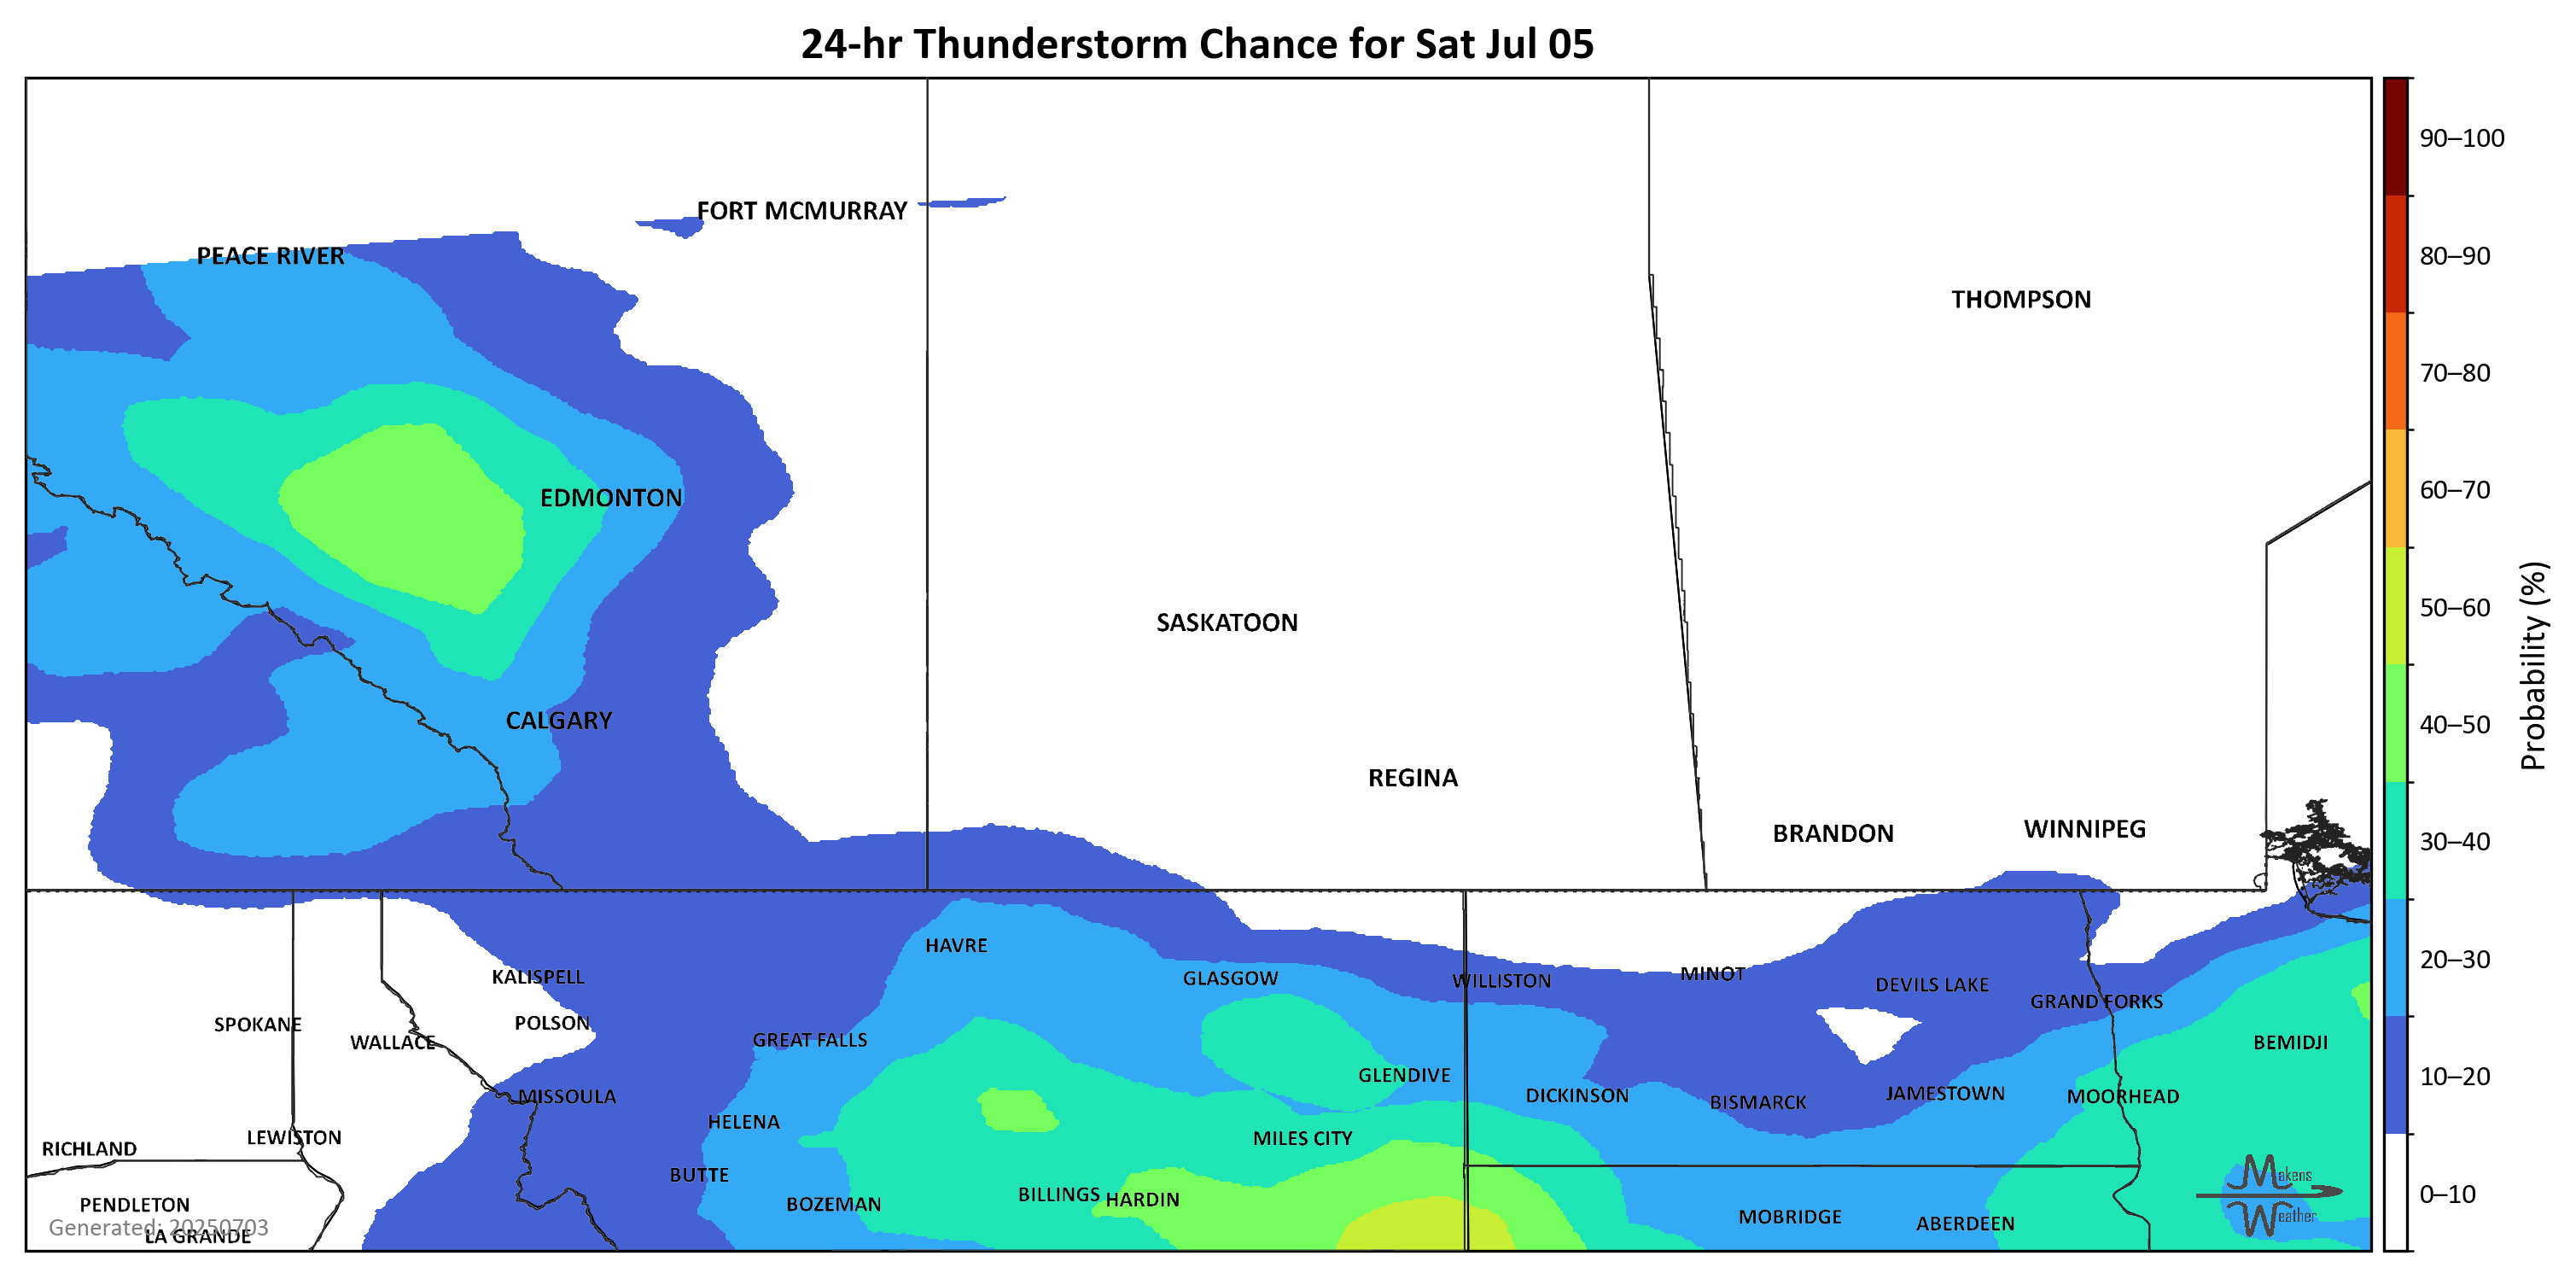 24-hr Thunderstorm Chance for Sat Jul 05
90–100
FORT MCMURRAY
PEACE RIVER
80–90
THOMPSON
70–80
60–70
EDMONTON
50–60
SASKATOON
Probability (%)
CALGARY
40–50
REGINA
WINNIPEG
BRANDON
30–40
HAVRE
20–30
MINOT
KALISPELL
GLASGOW
WILLISTON
DEVILS LAKE
GRAND FORKS
SPOKANE
POLSON
WALLACE
GREAT FALLS
BEMIDJI
10–20
GLENDIVE
MISSOULA
DICKINSON
JAMESTOWN
MOORHEAD
BISMARCK
HELENA
LEWISTON
MILES CITY
RICHLAND
BUTTE
Makens
BILLINGS
HARDIN
0–10
PENDLETON
BOZEMAN
Weather
MOBRIDGE
ABERDEEN
Generated: 20250703
LA GRANDE